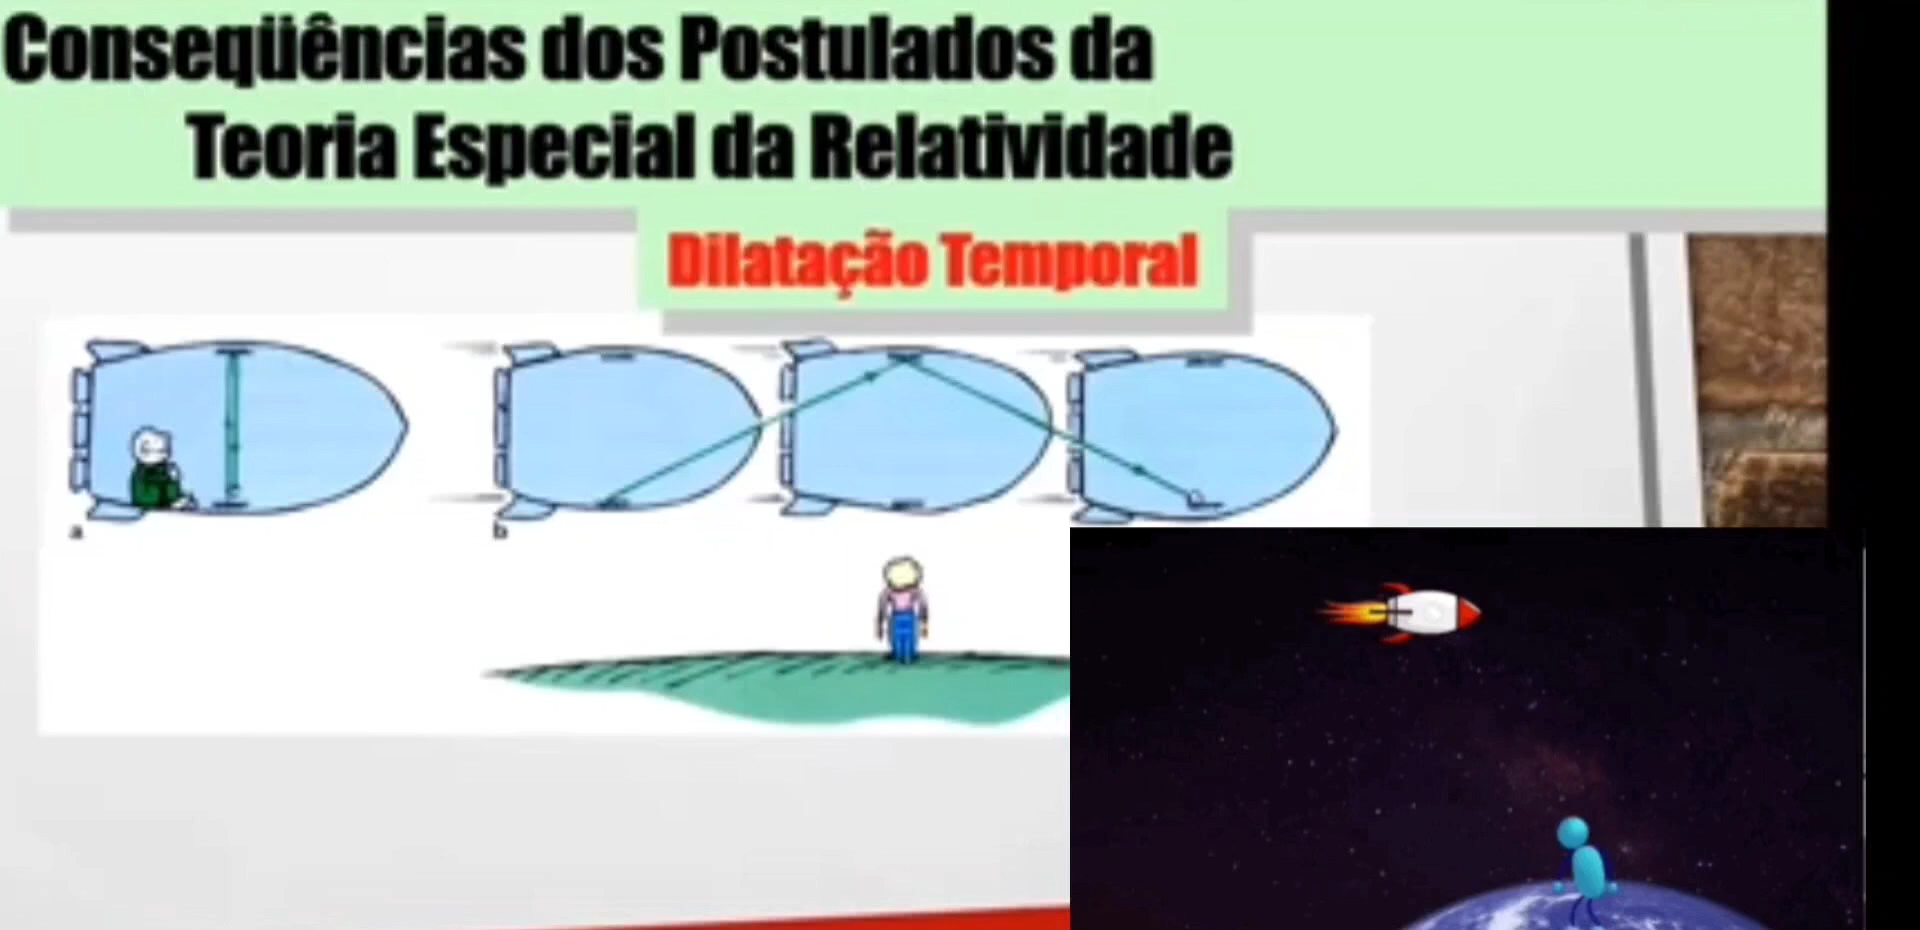 Conseqüências dos Postulados da
Teoria Especial da Relatividade
Dilatação Temporal
a
b